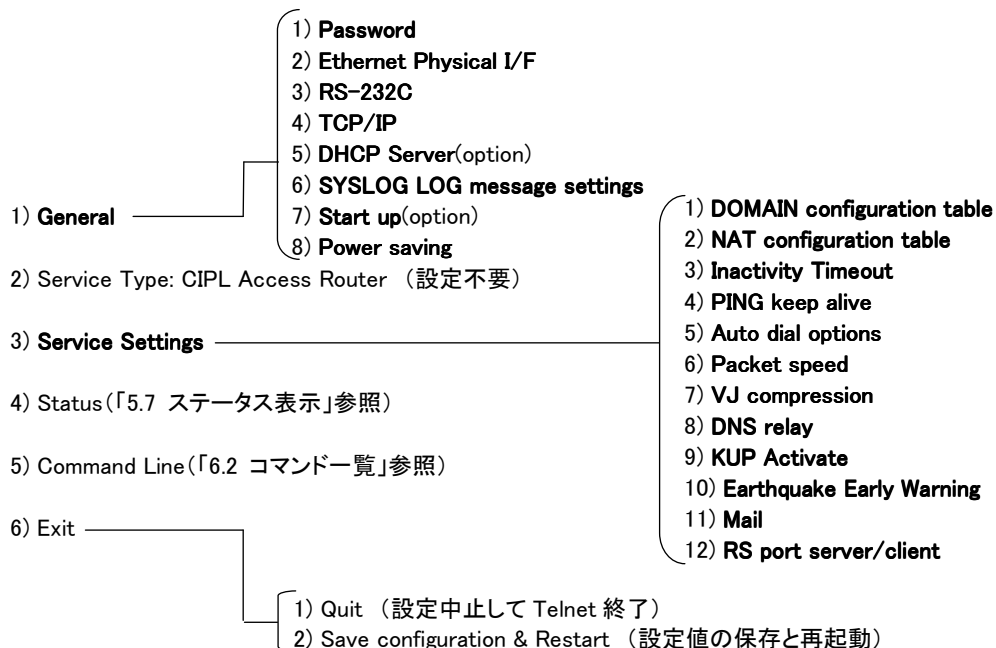 1) Password
2) Ethernet Physical I/F
3) RS-232C
4) TCP/IP
5) DHCP Server(option)
6) SYSLOG LOG message settings
7) Start up(option)
8) Power saving
1) General
2) Service Type: CIPL Access Router (設定不要)
3) Service Settings
1) DOMAIN configuration table
2) NAT configuration table
3) Inactivity Timeout
4) PING keep alive
5) Auto dial options
6) Packet speed
7) VJ compression
8) DNS relay
9) KUP Activate
10) Earthquake Early Warning
11) Mail
12) RS port server/client
4) Status(「5.7 ステータス表示」参照)
5) Command Line(「6.2 コマンド一覧」参照)
6) Exit
1) Quit (設定中止して Telnet 終了)
2) Save configuration & Restart (設定値の保存と再起動)